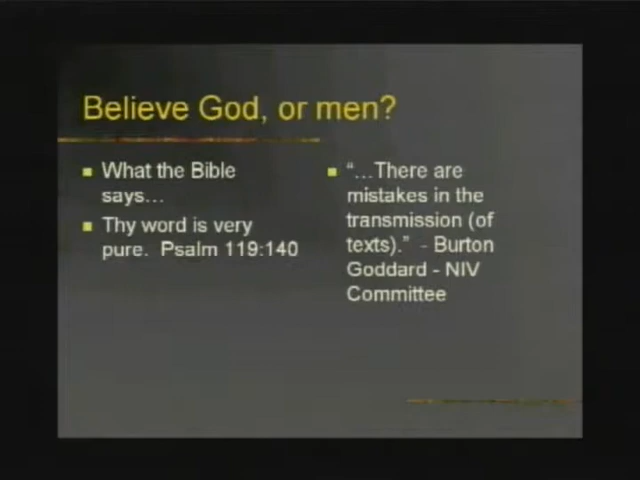 Believe God, or men?
What the Bible
says…
Thy word is very
pure. Psalm 119:140
“…There are
mistakes in the
transmission (of
texts).” - Burton
Goddard - NIV
Committee